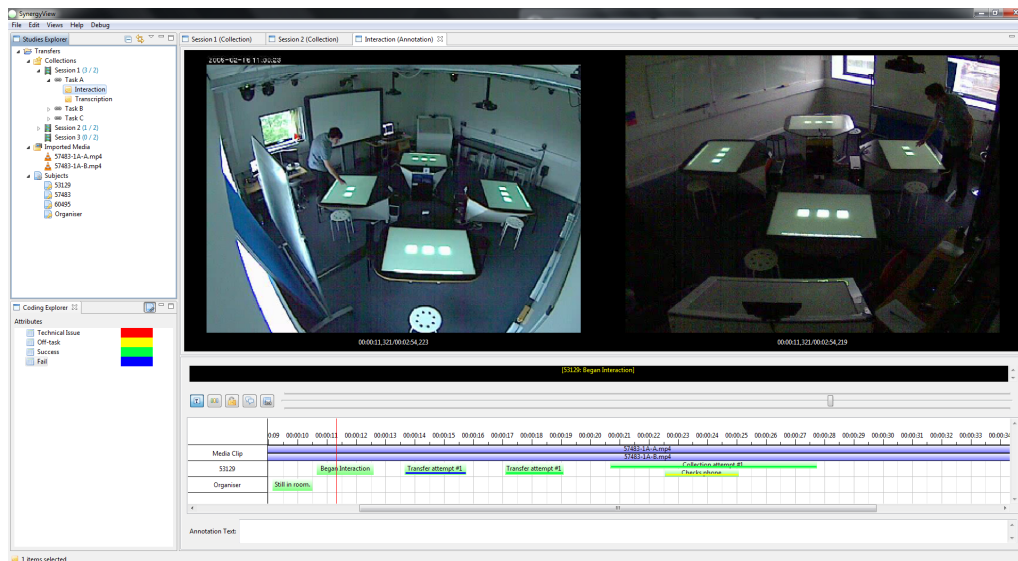 SynergyView
File Edit Views Help Debug
Studies Explorer
Session 1 (Collection) Session 2 (Collection) Interaction (Annotation)
Transfers
Collections
Session 1 (3 / 2)
Task A
Interaction
Transcription
Task B
Task C
Session 2 (1 / 2)
Session 3 (0 / 2)
Imported Media
57483-1A-A.mp4
57483-1A-B.mp4
Subjects
53129
57483
60495
Organiser
2006-02-16 11:00:23
00:00:11,321/00:02:54,223 00:00:11,321/00:02:54,219
Coding Explorer
Attributes
Technical Issue
Off-task
Success
Fail
[53129: Began Interaction]
0:09 00:00:10 00:00:11 00:00:12 00:00:13 00:00:14 00:00:15 00:00:16 00:00:17 00:00:18 00:00:19 00:00:20 00:00:21 00:00:22 00:00:23 00:00:24 00:00:25 00:00:26 00:00:27 00:00:28 00:00:29 00:00:30 00:00:31 00:00:32 00:00:33 00:00:34
Media Clip
57483-1A-A.mp4
57483-1A-B.mp4
53129 Began Interaction Transfer attempt #1 Transfer attempt #1 Collection attempt #1
Checks phone
Organiser Still in room.
Annotation Text:
1 items selected